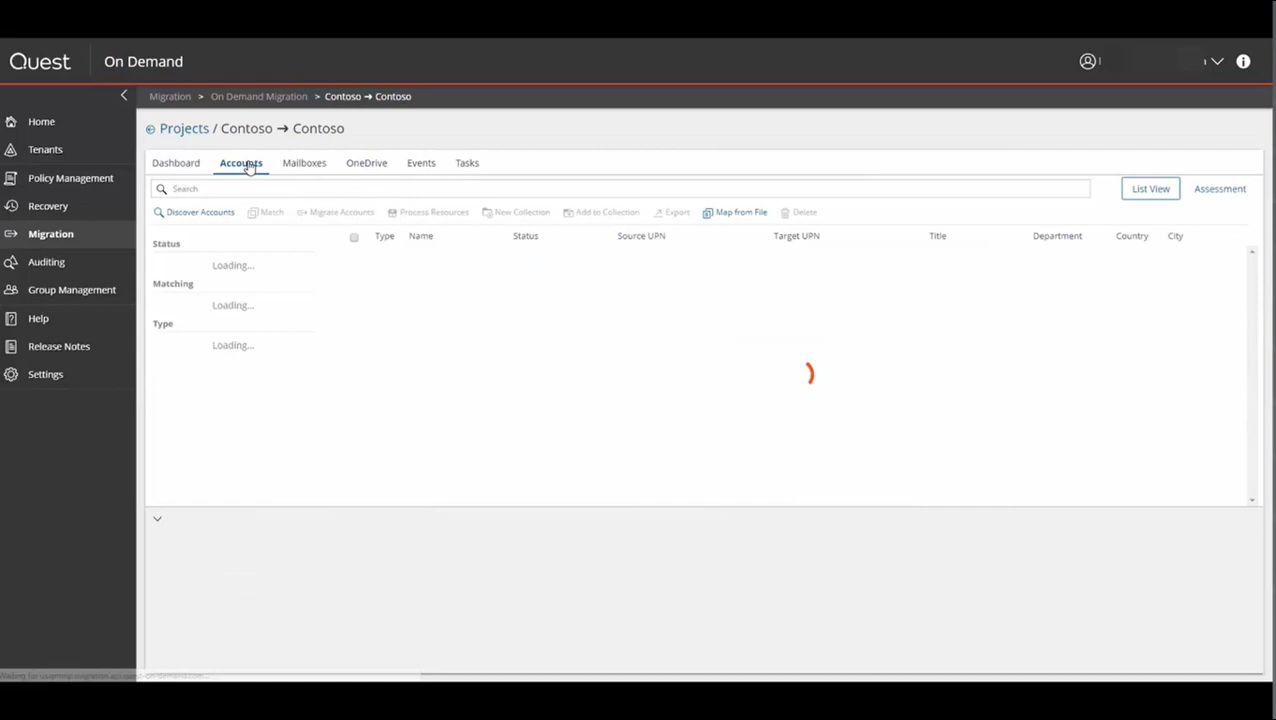 Quest On Demand
Migration > On Demand Migration > Contoso → Contoso
Home
Tenants
Policy Management
Recovery
Migration
Auditing
Group Management
Help
Release Notes
Settings
Projects / Contoso → Contoso
Dashboard Accounts Mailboxes OneDrive Events Tasks
Search List View Assessment
Discover Accounts Match Migrate Accounts Process Resources New Collection Add to Collection Export Map from File Delete
Type Name Status Source UPN Target UPN Title Department Country City
Status
Loading...
Matching
Loading...
Type
Loading...